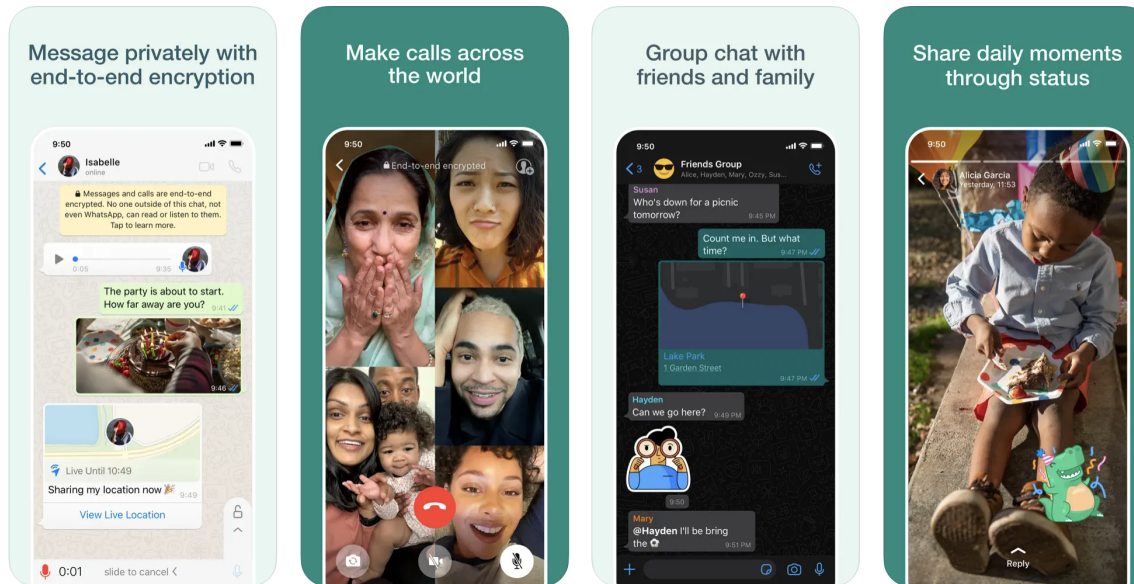 Message privately with
end-to-end encryption
9:50
Isabelle
online
Messages and calls are end-to-end
encrypted. No one outside of this chat, not
even WhatsApp, can read or listen to them.
Tap to learn more.
0:05
9:35
The party is about to start.
How far away are you?
9:41
9:46
Live Until 10:49
Sharing my location now
9:49
View Live Location
0:01
slide to cancel <
Make calls across
the world
9:50
End-to-end encrypted
Group chat with
friends and family
9:50
3
Friends Group
Alice, Hayden, Mary, Ozzy, Sus...
Susan
Who's down for a picnic
tomorrow?
9:45 PM
Count me in. But what
time?
9:47 PM
Lake Park
1 Garden Street
9:47 PM
Hayden
Can we go here?
9:49 PM
9:50
Mary
@Hayden I'll be bring
the ⚽
9:51 PM
Share daily moments
through status
9:50
Alicia Garcia
Yesterday, 11:53
Reply